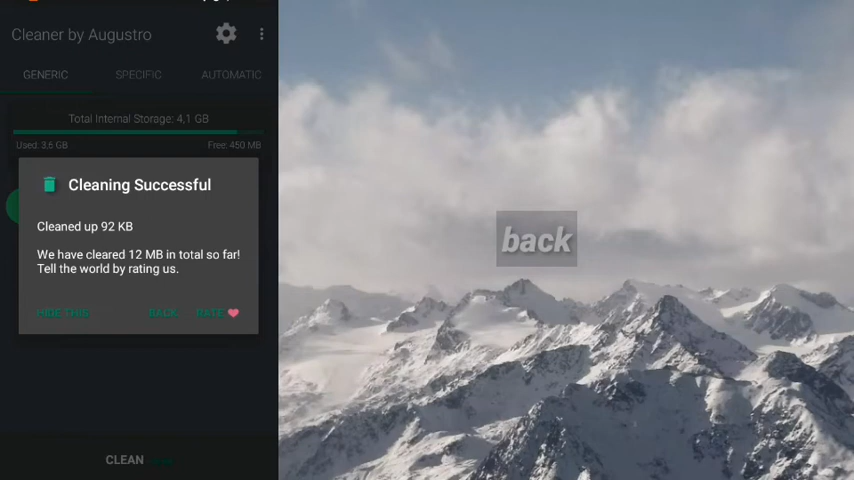 Cleaner by Augustro
GENERIC SPECIFIC AUTOMATIC
Total Internal Storage: 4,1 GB
Used: 3,6 GB Free: 450 MB
Cleaning Successful
Cleaned up 92 KB
We have cleared 12 MB in total so far!
Tell the world by rating us.
HIDE THIS BACK RATE
CLEAN
back